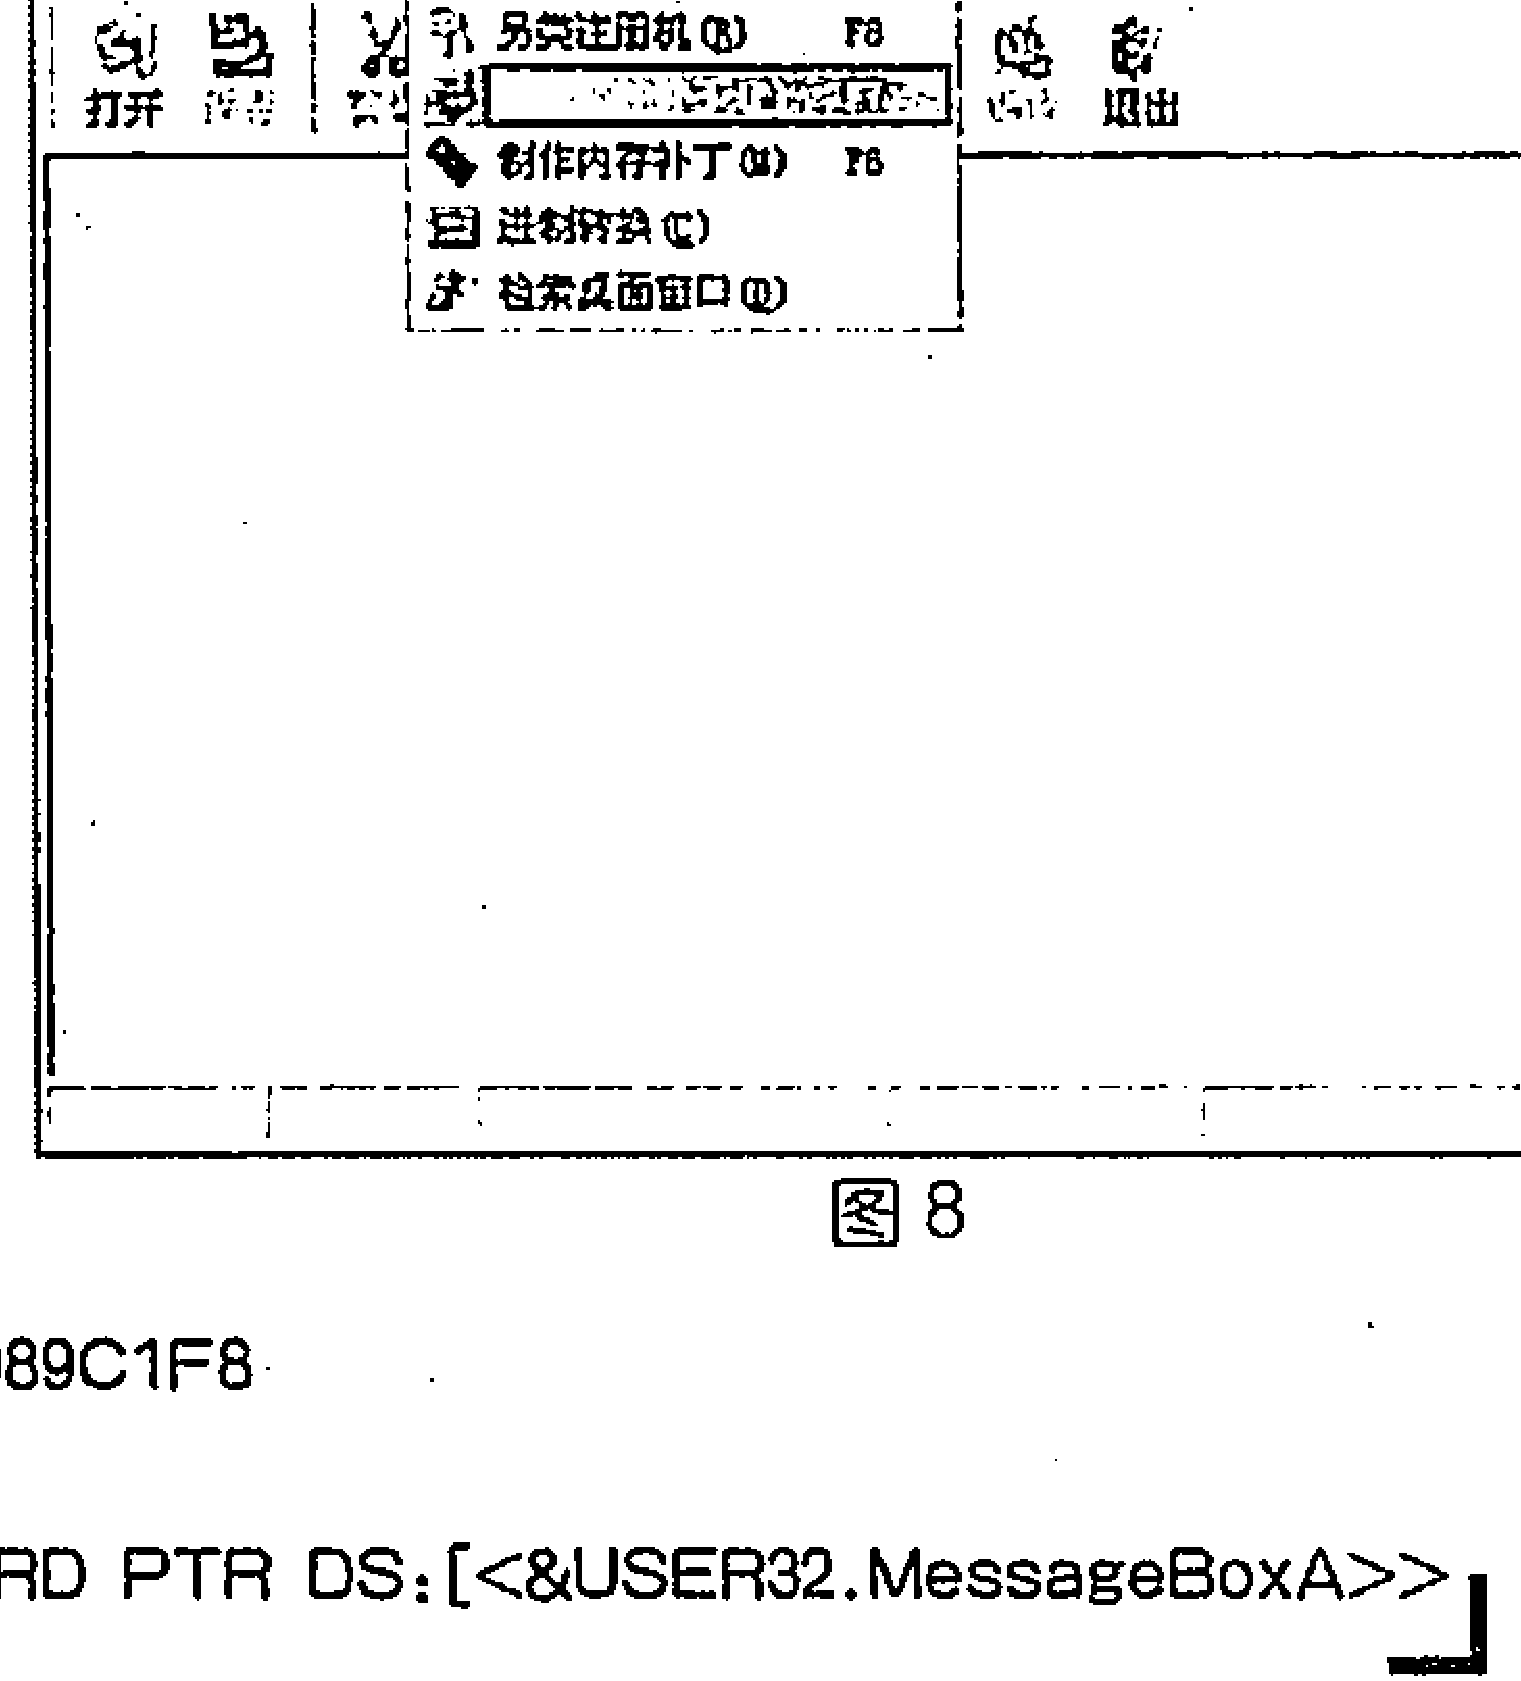 另类注册机(R) F8
打开 退出
制作内存补丁(M) F6
进制转换(C)
检索桌面窗口(D)
图 8
89C1F8
RD PTR DS:[<&USER32.MessageBoxA>>